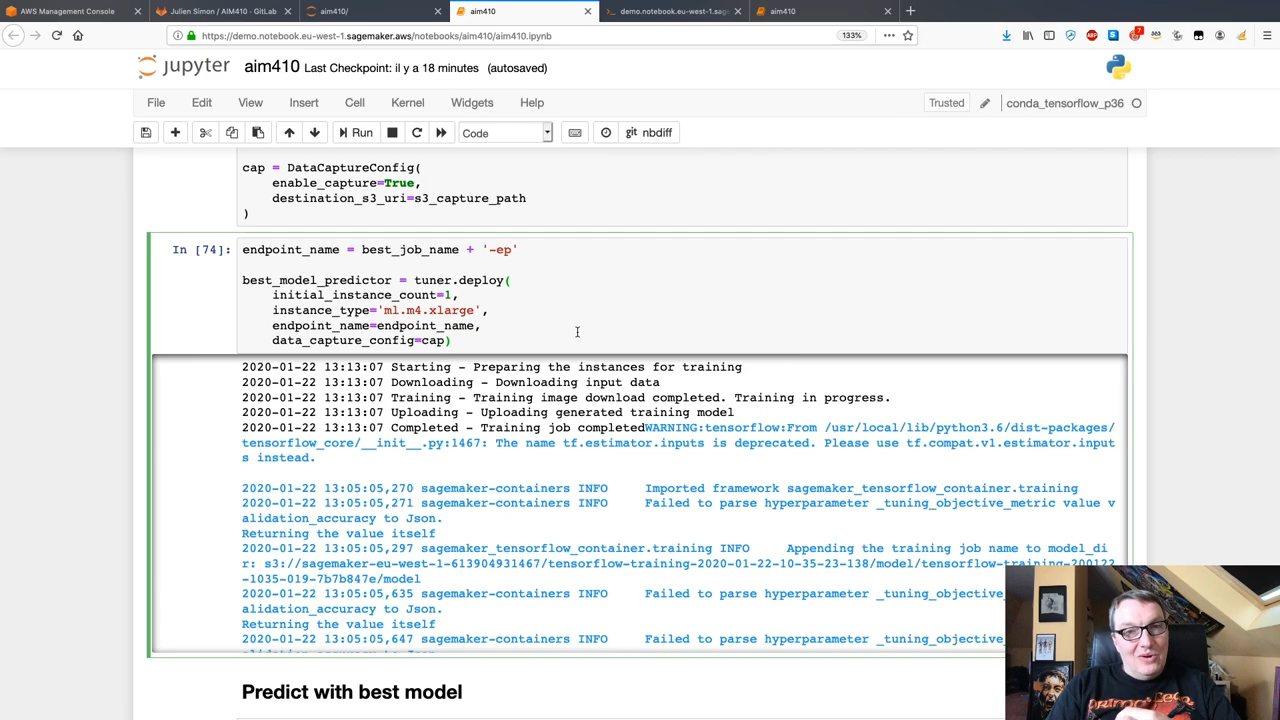 AWS Management Console
Julien Simon / AIM410 · GitLab
aim410/
aim410
demo.notebook.eu-west-1.sage
aim410
https://demo.notebook.eu-west-1.sagemaker.aws/notebooks/aim410/aim410.ipynb
133%
jupyter aim410 Last Checkpoint: il y a 18 minutes (autosaved)
File Edit View Insert Cell Kernel Widgets Help
Trusted
conda_tensorflow_p36
Run
Code
git nbdiff
cap = DataCaptureConfig(
enable_capture=True,
destination_s3_uri=s3_capture_path
)
In [74]:
endpoint_name = best_job_name + '-ep'
best_model_predictor = tuner.deploy(
initial_instance_count=1,
instance_type='ml.m4.xlarge',
endpoint_name=endpoint_name,
data_capture_config=cap)
2020-01-22 13:13:07 Starting - Preparing the instances for training
2020-01-22 13:13:07 Downloading - Downloading input data
2020-01-22 13:13:07 Training - Training image download completed. Training in progress.
2020-01-22 13:13:07 Uploading - Uploading generated training model
2020-01-22 13:13:07 Completed - Training job completedWARNING:tensorflow:From /usr/local/lib/python3.6/dist-packages/
tensorflow_core/__init__.py:1467: The name tf.estimator.inputs is deprecated. Please use tf.compat.v1.estimator.input
s instead.
2020-01-22 13:05:05,270 sagemaker-containers INFO     Imported framework sagemaker_tensorflow_container.training
2020-01-22 13:05:05,271 sagemaker-containers INFO     Failed to parse hyperparameter _tuning_objective_metric value v
alidation_accuracy to Json.
Returning the value itself
2020-01-22 13:05:05,297 sagemaker_tensorflow_container.training INFO     Appending the training job name to model_di
r: s3://sagemaker-eu-west-1-613904931467/tensorflow-training-2020-01-22-10-35-23-138/model/tensorflow-training-200122
-1035-019-7b7b847e/model
2020-01-22 13:05:05,635 sagemaker-containers INFO     Failed to parse hyperparameter _tuning_objective_
alidation_accuracy to Json.
Returning the value itself
2020-01-22 13:05:05,647 sagemaker-containers INFO     Failed to parse hyperparameter _tuning_objective_
Predict with best model